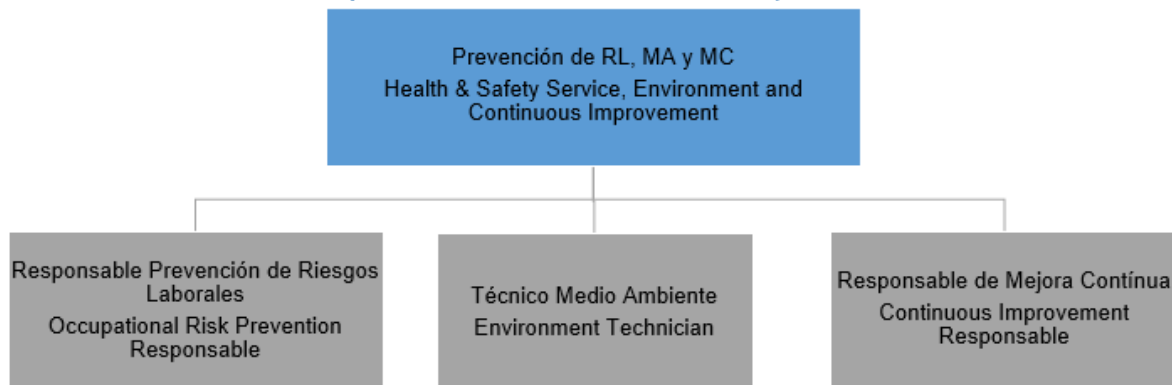 Prevención de RL, MA y MC
Health & Safety Service, Environment and
Continuous Improvement
Responsable Prevención de Riesgos
Laborales
Occupational Risk Prevention
Responsable
Técnico Medio Ambiente
Environment Technician
Responsable de Mejora Contínua
Continuous Improvement
Responsable